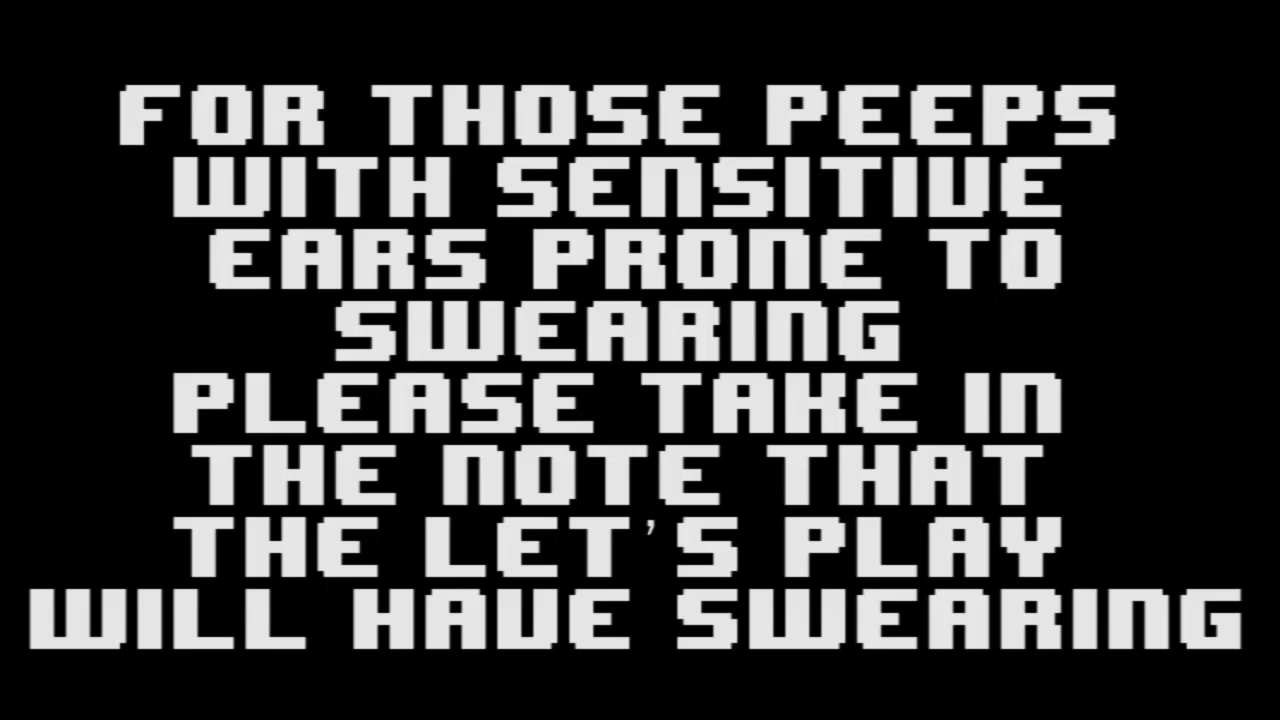 FOR THOSE PEEPS
WITH SENSITIVE
EARS PRONE TO
SWEARING
PLEASE TAKE IN
THE NOTE THAT
THE LET'S PLAY
WILL HAVE SWEARING